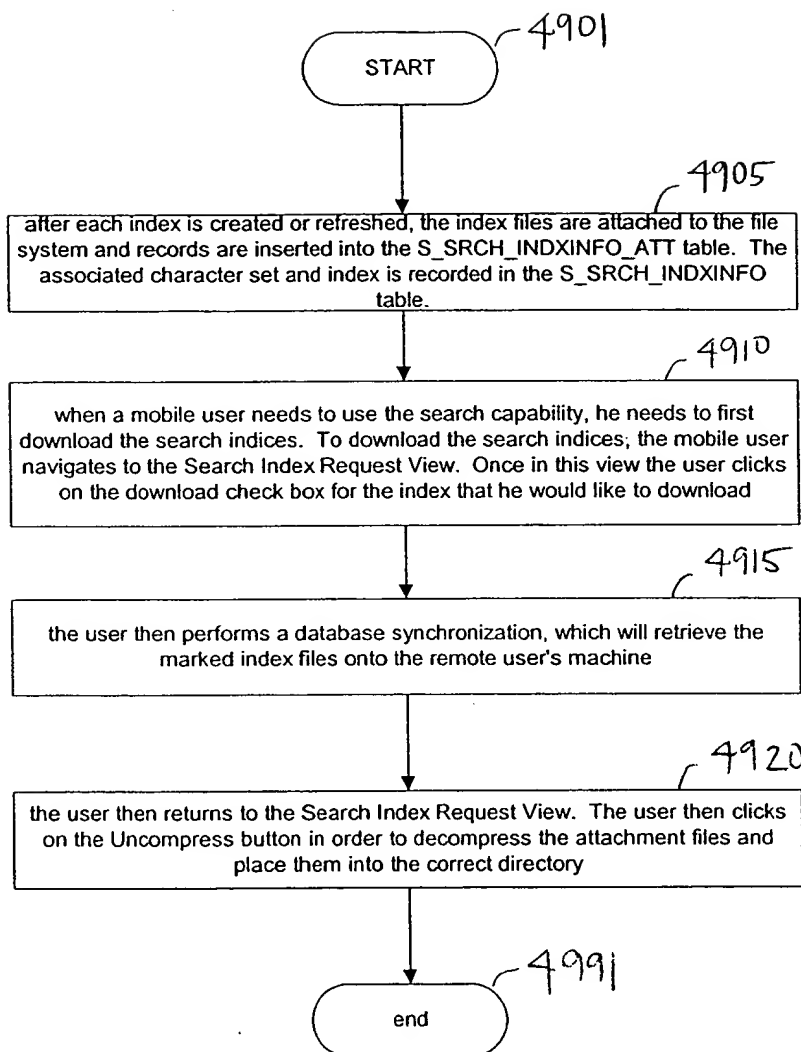 4901
START
4905
after each index is created or refreshed, the index files are attached to the file
system and records are inserted into the S_SRCH_INDXINFO_ATT table. The
associated character set and index is recorded in the S_SRCH_INDXINFO
table.
4910
when a mobile user needs to use the search capability, he needs to first
download the search indices. To download the search indices, the mobile user
navigates to the Search Index Request View. Once in this view the user clicks
on the download check box for the index that he would like to download
4915
the user then performs a database synchronization, which will retrieve the
marked index files onto the remote user's machine
4920
the user then returns to the Search Index Request View. The user then clicks
on the Uncompress button in order to decompress the attachment files and
place them into the correct directory
4991
end